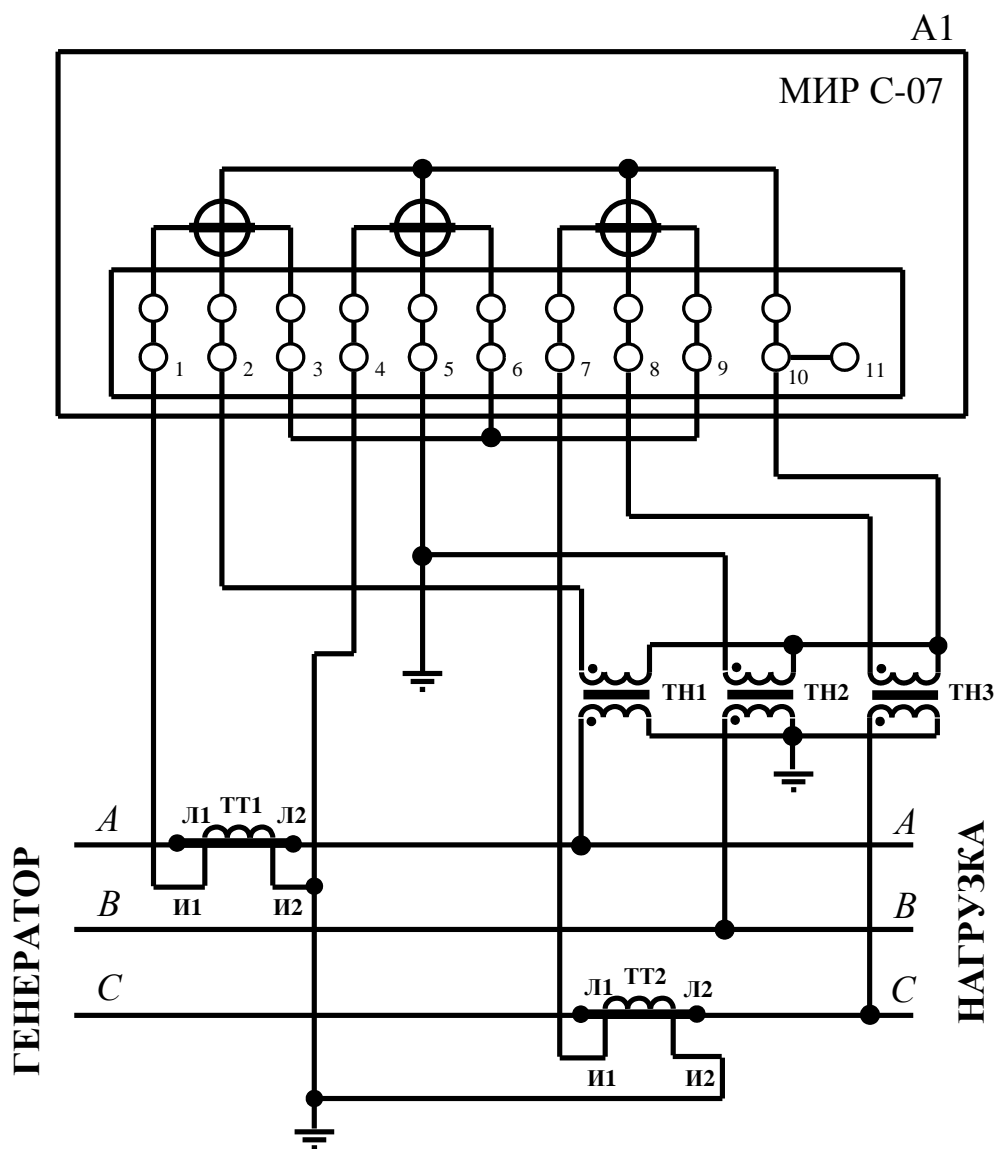 А1
МИР С-07
1 2 3 4 5 6 7 8 9 10 11
ТН1 ТН2 ТН3
Л1 ТТ1 Л2
A A
И1 И2
B B
Л1 ТТ2 Л2
C C
И1 И2
ГЕНЕРАТОР
НАГРУЗКА